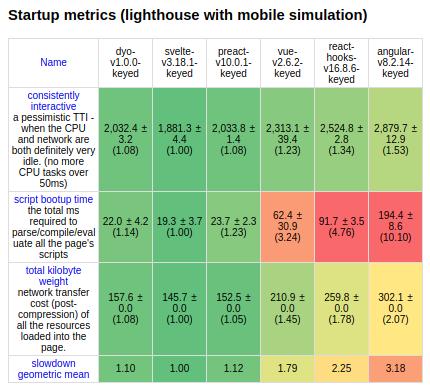 Startup metrics (lighthouse with mobile simulation)
Name
dyo-
v1.0.0-
keyed
svelte-
v3.18.1-
keyed
preact-
v10.0.1-
keyed
vue-
v2.6.2-
keyed
react-
hooks-
v16.8.6-
keyed
angular-
v8.2.14-
keyed
consistently
interactive
a pessimistic TTI -
when the CPU
and network are
both definitely very
idle. (no more
CPU tasks over
50ms)
2,032.4 ±
3.2
(1.08)
1,881.3 ±
4.4
(1.00)
2,033.8 ±
1.4
(1.08)
2,313.1 ±
39.4
(1.23)
2,524.8 ±
2.8
(1.34)
2,879.7 ±
12.9
(1.53)
script bootup time
the total ms
required to
parse/compile/eval
uate all the page's
scripts
22.0 ± 4.2
(1.14)
19.3 ± 3.7
(1.00)
23.7 ± 2.3
(1.23)
62.4 ±
30.9
(3.24)
91.7 ± 3.5
(4.76)
194.4 ±
8.6
(10.10)
total kilobyte
weight
network transfer
cost (post-
compression) of
all the resources
loaded into the
page.
157.6 ±
0.0
(1.08)
145.7 ±
0.0
(1.00)
152.5 ±
0.0
(1.05)
210.9 ±
0.0
(1.45)
259.8 ±
0.0
(1.78)
302.1 ±
0.0
(2.07)
slowdown
geometric mean
1.10
1.00
1.12
1.79
2.25
3.18